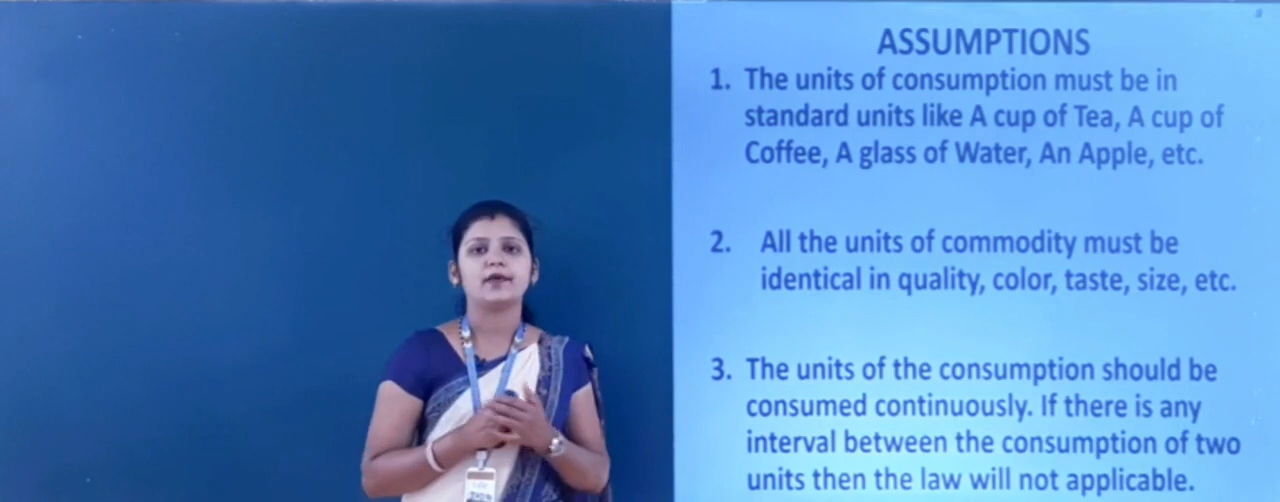 ASSUMPTIONS
1. The units of consumption must be in
standard units like A cup of Tea, A cup of
Coffee, A glass of Water, An Apple, etc.
2. All the units of commodity must be
identical in quality, color, taste, size, etc.
3. The units of the consumption should be
consumed continuously. If there is any
interval between the consumption of two
units then the law will not applicable.